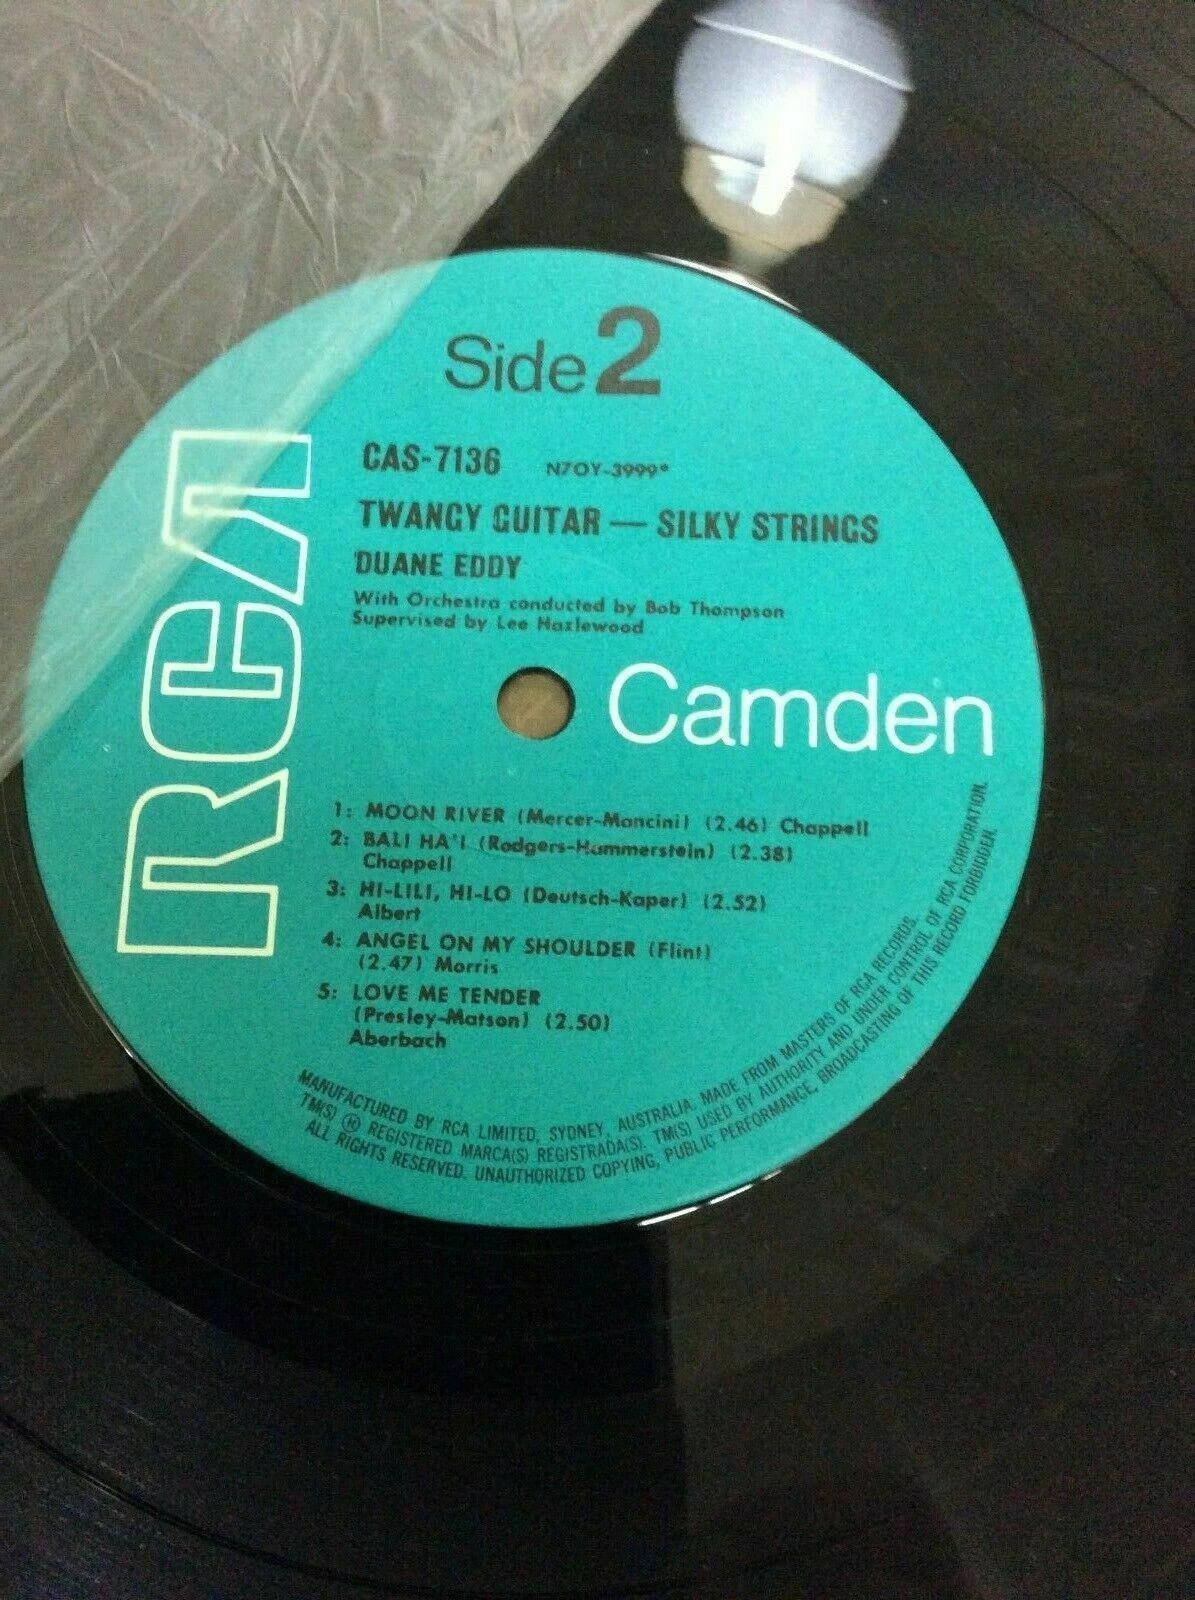 Side 2
CAS-7136 N7OY-3999*
TWANGY GUITAR — SILKY STRINGS
DUANE EDDY
With Orchestra conducted by Bob Thompson
Supervised by Lee Hazlewood
RCA
Camden
1: MOON RIVER (Mercer-Mancini) (2.46) Chappell
2: BALI HA'I (Rodgers-Hammerstein) (2.38)
Chappell
3: HI-LILI, HI-LO (Deutsch-Kaper) (2.52)
Albert
4: ANGEL ON MY SHOULDER (Flint)
(2.47) Morris
5: LOVE ME TENDER
(Presley-Matson) (2.50)
Aberbach
MANUFACTURED BY RCA LIMITED, SYDNEY, AUSTRALIA. MADE FROM MASTERS OF RCA RECORDS.
TM(S) ® REGISTERED MARCA(S) REGISTRADA(S). TM(S) USED BY AUTHORITY AND UNDER CONTROL OF RCA CORPORATION.
ALL RIGHTS RESERVED. UNAUTHORIZED COPYING, PUBLIC PERFORMANCE, BROADCASTING OF THIS RECORD FORBIDDEN.